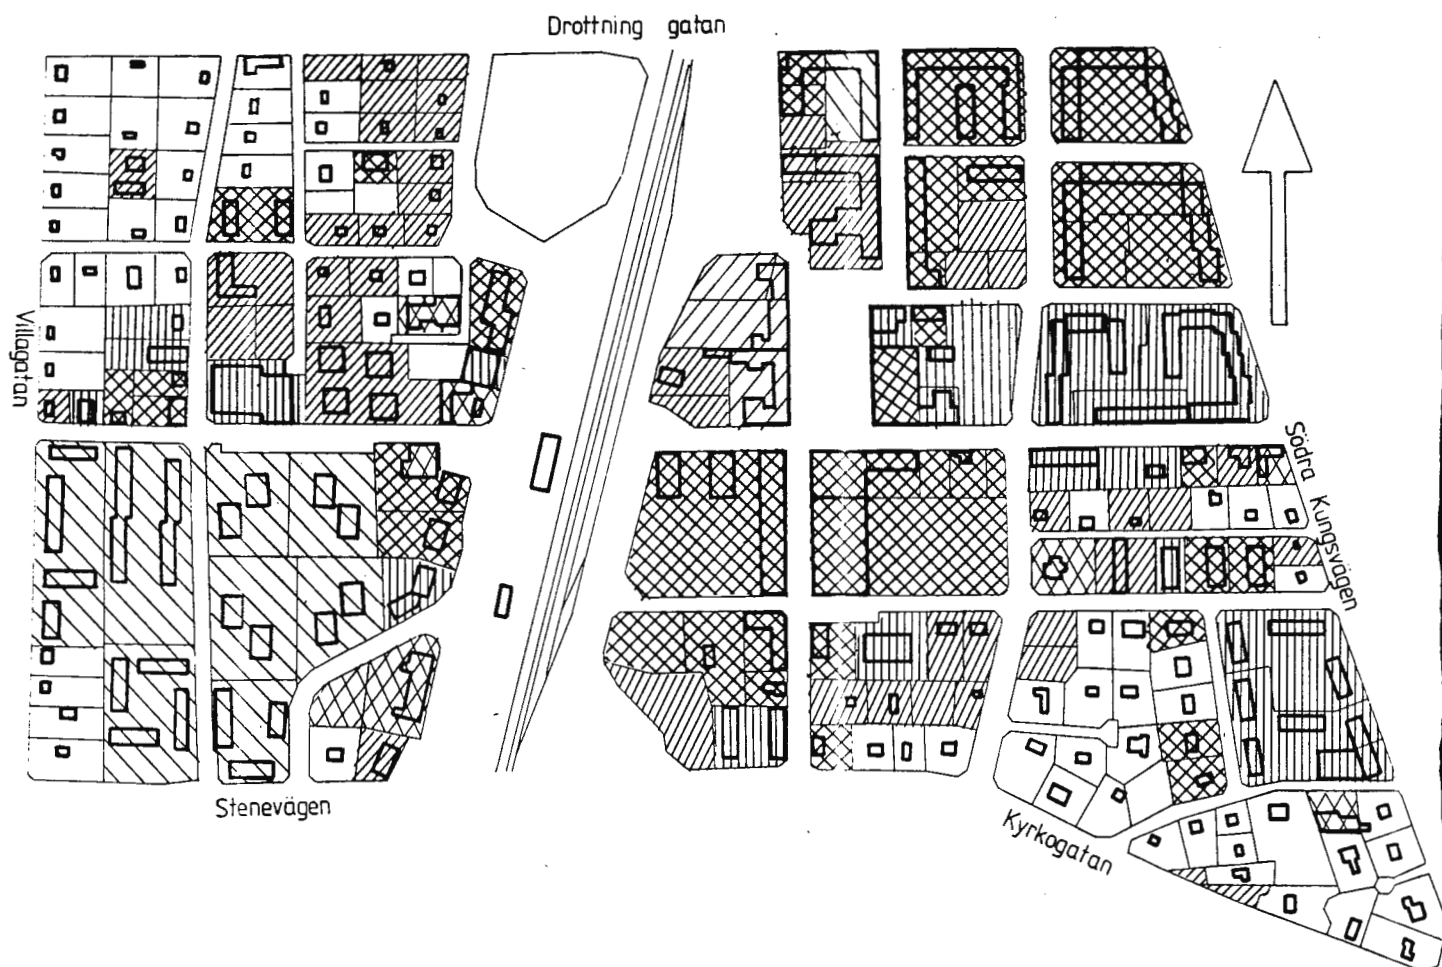 Drottning gatan
Villagatan
Södra Kungsvägen
Stenevägen
Kyrkogatan